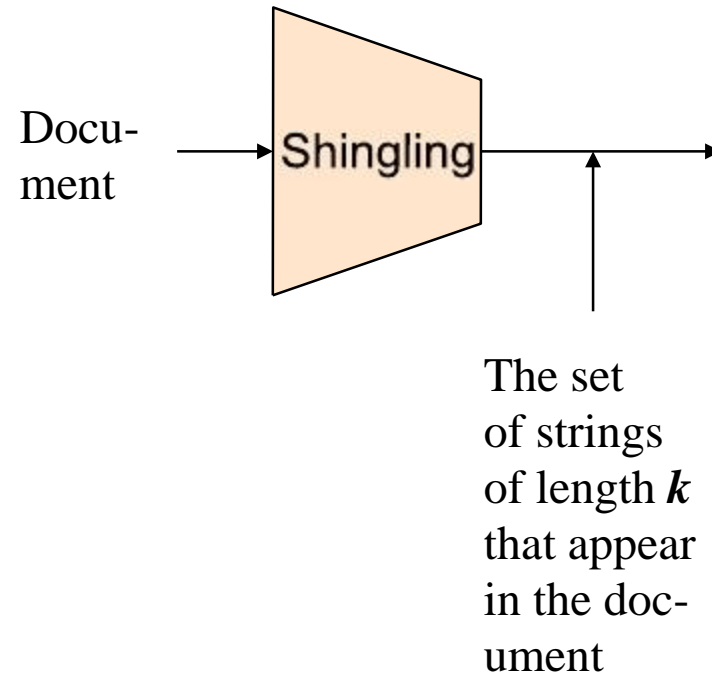 Docu-
ment
Shingling
The set
of strings
of length k
that appear
in the doc-
ument